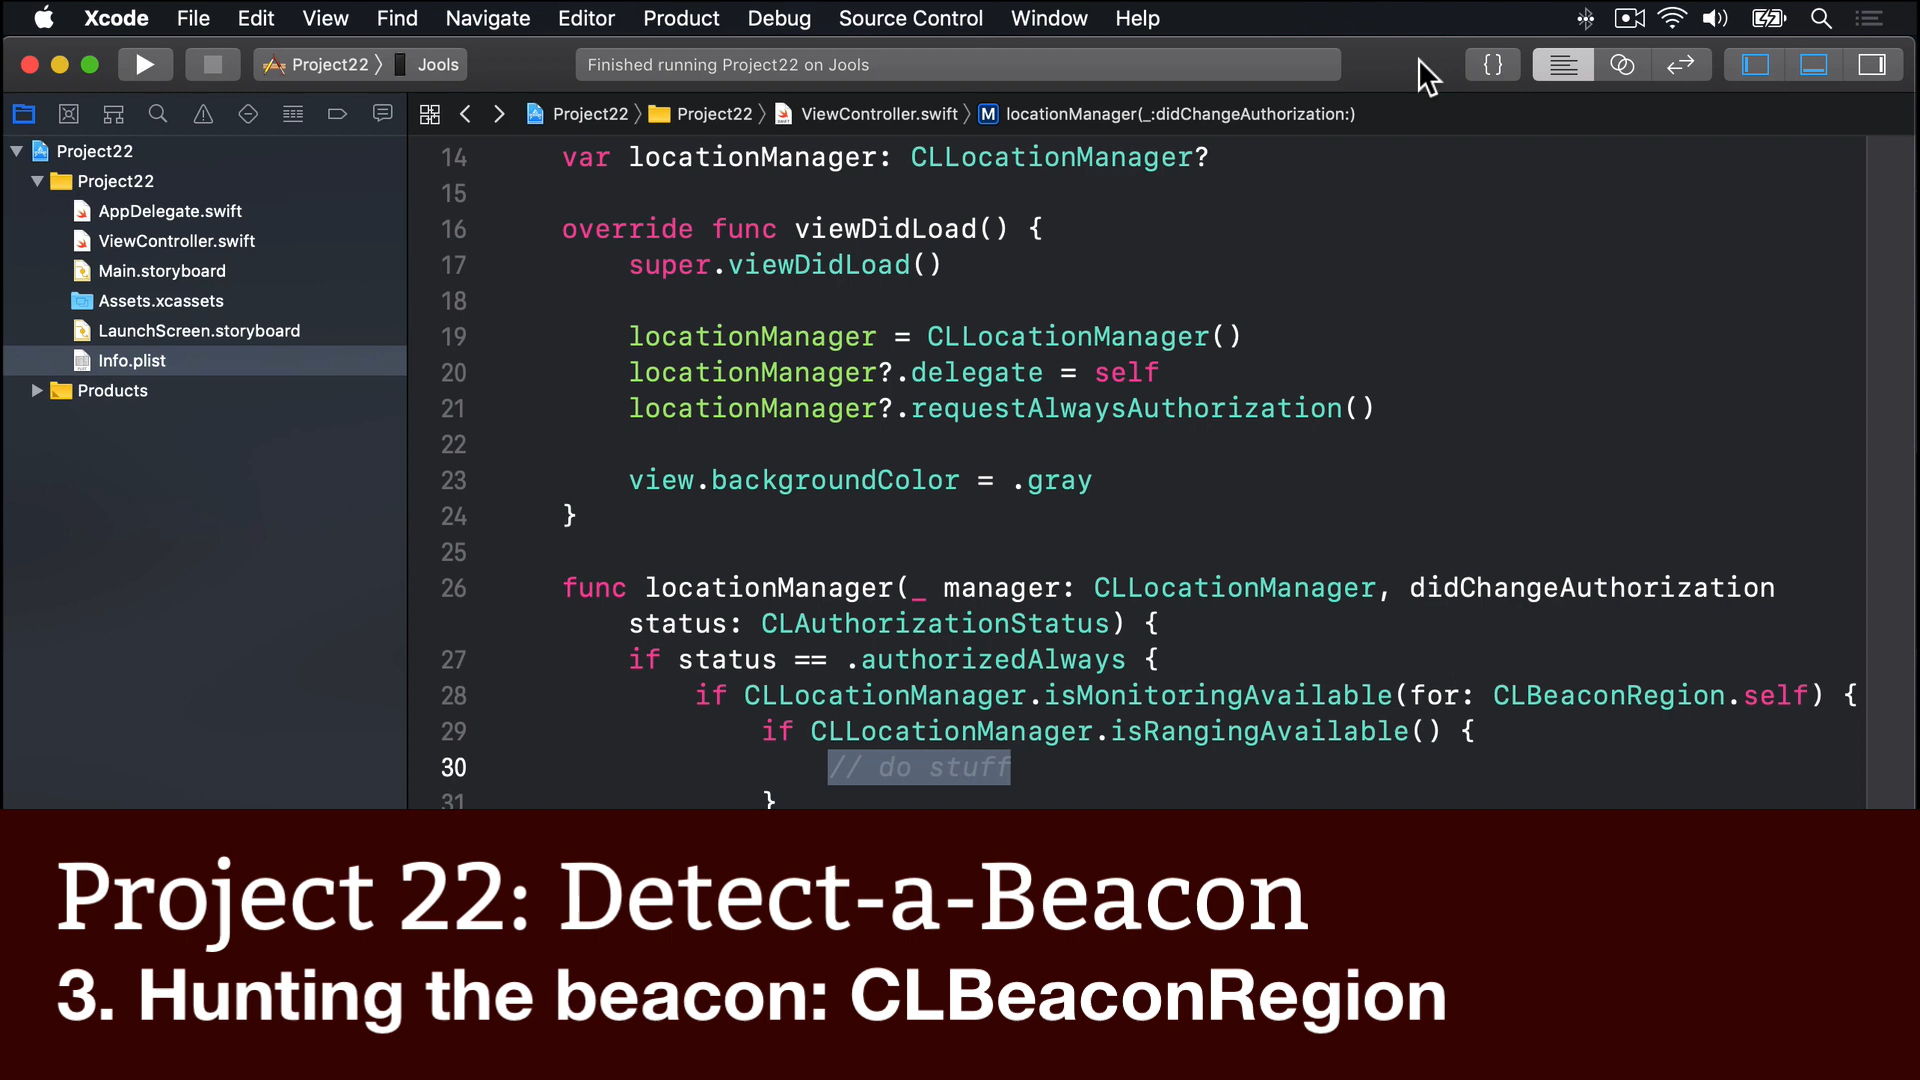 Xcode File Edit View Find Navigate Editor Product Debug Source Control Window Help
Project22 Jools Finished running Project22 on Jools {}
Project22 Project22 ViewController.swift M locationManager(_:didChangeAuthorization:)
Project22
Project22
AppDelegate.swift
ViewController.swift
Main.storyboard
Assets.xcassets
LaunchScreen.storyboard
Info.plist
Products
14 var locationManager: CLLocationManager?
15
16 override func viewDidLoad() {
17 super.viewDidLoad()
18
19 locationManager = CLLocationManager()
20 locationManager?.delegate = self
21 locationManager?.requestAlwaysAuthorization()
22
23 view.backgroundColor = .gray
24 }
25
26 func locationManager(_ manager: CLLocationManager, didChangeAuthorization
status: CLAuthorizationStatus) {
27 if status == .authorizedAlways {
28 if CLLocationManager.isMonitoringAvailable(for: CLBeaconRegion.self) {
29 if CLLocationManager.isRangingAvailable() {
30 // do stuff
31 }
Project 22: Detect-a-Beacon
3. Hunting the beacon: CLBeaconRegion